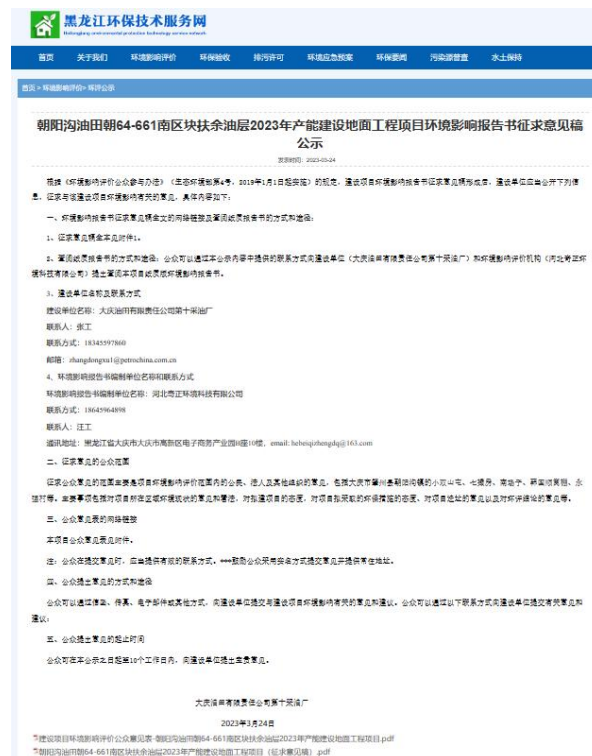 黑龙江环保技术服务网
Heilongjiang environmental protection technology service network
首页 关于我们 环境影响评价 环保验收 排污许可 环境应急预案 环保要闻 污染源普查 水土保持
首页 > 环境影响评价> 环评公示
朝阳沟油田朝64-661南区块扶余油层2023年产能建设地面工程项目环境影响报告书征求意见稿
公示
发布时间：2023-03-24
根据《环境影响评价公众参与办法》（生态环境部第4号，2019年1月1日起实施）的规定，建设项目环境影响报告书征求意见稿形成后，建设单位应当公开下列信
息，征求与该建设项目环境影响有关的意见，具体内容如下：
一、环境影响报告书征求意见稿全文的网络链接及查阅纸质报告书的方式和途径：
1、征求意见稿全本见附件1。
2、查阅纸质报告书的方式和途径：公众可以通过本公示内容中提供的联系方式向建设单位（大庆油田有限责任公司第十采油厂）和环境影响评价机构（河北奇正环
境科技有限公司）提出查阅本项目纸质版环境影响报告书。
3、建设单位名称及联系方式
建设单位名称：大庆油田有限责任公司第十采油厂
联系人：张工
联系方式：18345597860
邮箱：zhangdongxu1@petrochina.com.cn
4、环境影响报告书编制单位名称和联系方式
环境影响报告书编制单位名称：河北奇正环境科技有限公司
联系方式：18645964898
联系人：汪工
通讯地址：黑龙江省大庆市大庆市高新区电子商务产业园H座10楼，email: hebeiqizhengdq@163.com
二、征求意见的公众范围
征求公众意见的范围主要是项目环境影响评价范围内的公民、法人及其他组织的意见，包括大庆市肇州县朝阳沟镇的小双山屯、七撮房、南崴子、韩国顺窝棚、永
德村等。主要事项包括对项目所在区域环境现状的意见和看法，对拟建项目的态度，对项目拟采取的环保措施的态度、对项目选址的意见以及对环评结论的意见等。
三、公众意见表的网络链接
本项目公众意见表见附件。
注：公众在提交意见时，应当提供有效的联系方式。***鼓励公众采用实名方式提交意见并提供常住地址。
四、公众提出意见的方式和途径
公众可以通过信函、传真、电子邮件或其他方式，向建设单位提交与建设项目环境影响有关的意见和建议。公众可以通过以下联系方式向建设单位提交有关意见和
建议：
五、公众提出意见的起止时间
公众可在本公示之日起至10个工作日内，向建设单位提出宝贵意见。
大庆油田有限责任公司第十采油厂
2023年3月24日
建设项目环境影响评价公众意见表-朝阳沟油田朝64-661南区块扶余油层2023年产能建设地面工程项目.pdf
朝阳沟油田朝64-661南区块扶余油层2023年产能建设地面工程项目（征求意见稿）.pdf